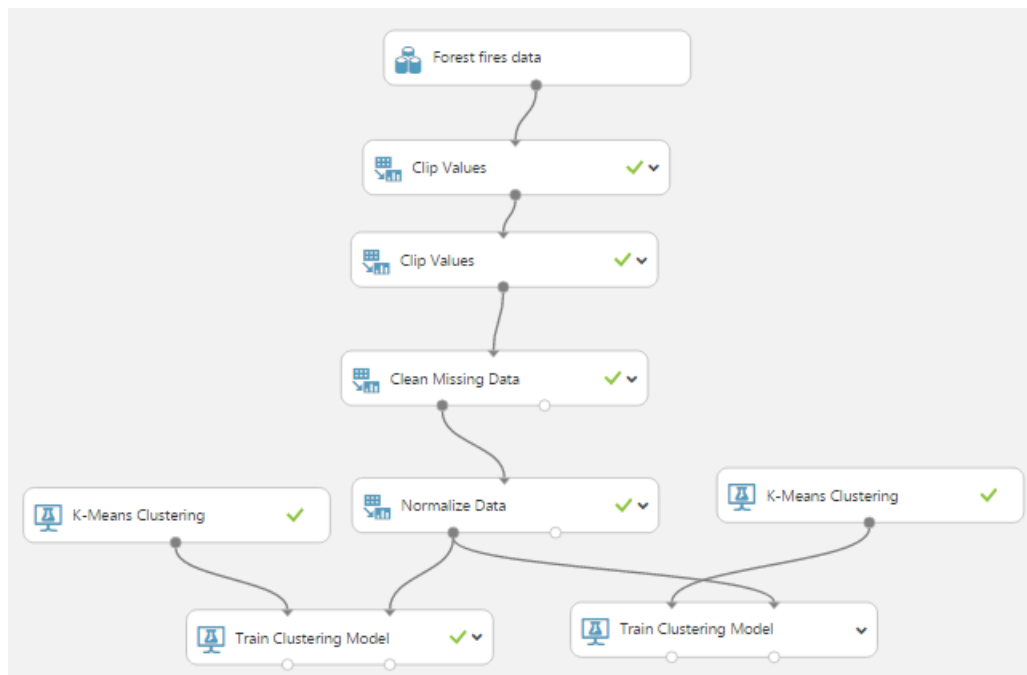 Forest fires data
Clip Values
Clip Values
Clean Missing Data
K-Means Clustering
Normalize Data
K-Means Clustering
Train Clustering Model
Train Clustering Model